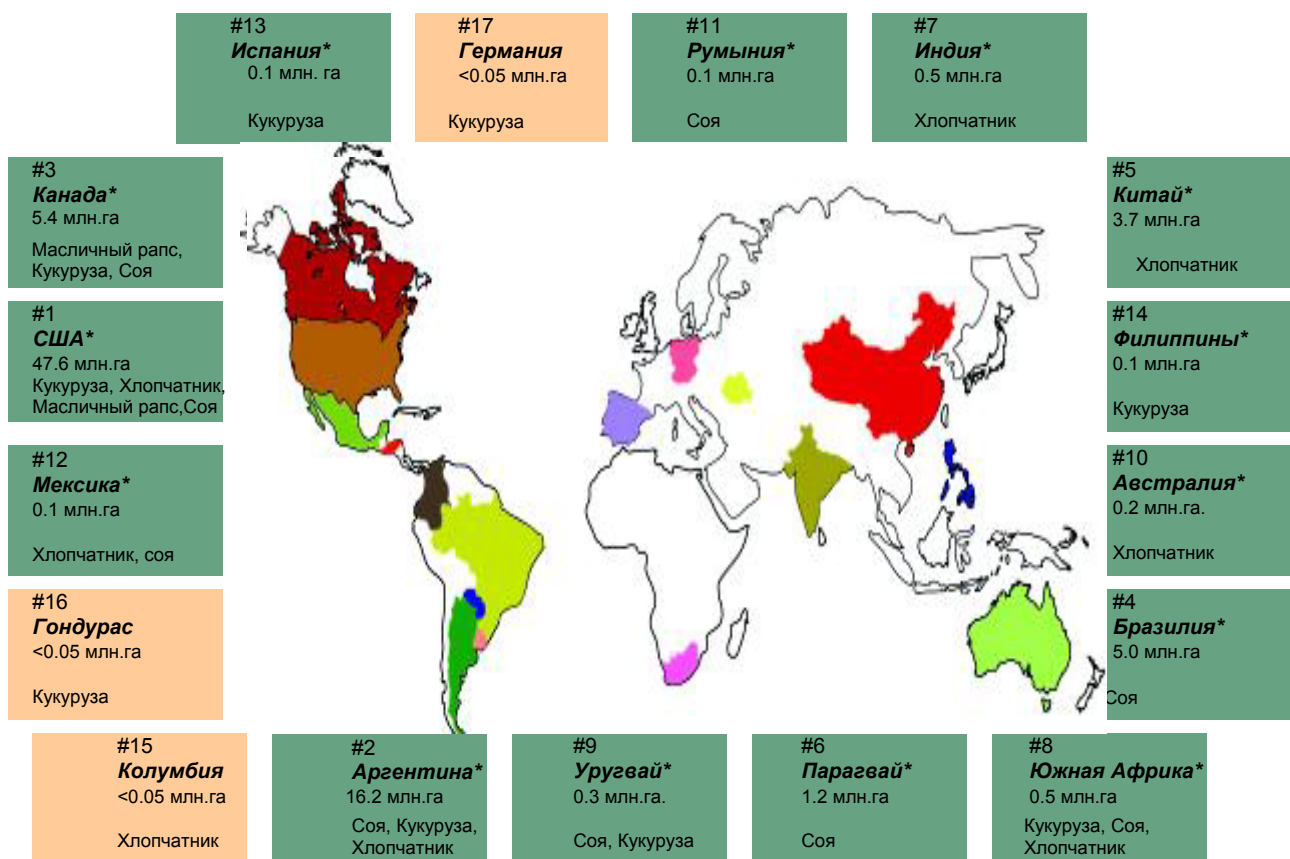 #13
Испания*
0.1 млн. га
Кукуруза
#17
Германия
<0.05 млн.га
Кукуруза
#11
Румыния*
0.1 млн.га
Соя
#7
Индия*
0.5 млн.га
Хлопчатник
#3
Канада*
5.4 млн.га
Масличный рапс,
Кукуруза, Соя
#5
Китай*
3.7 млн.га
Хлопчатник
#1
США*
47.6 млн.га
Кукуруза, Хлопчатник,
Масличный рапс,Соя
#14
Филиппины*
0.1 млн.га
Кукуруза
#12
Мексика*
0.1 млн.га
Хлопчатник, соя
#10
Австралия*
0.2 млн.га.
Хлопчатник
#16
Гондурас
<0.05 млн.га
Кукуруза
#4
Бразилия*
5.0 млн.га
Соя
#15
Колумбия
<0.05 млн.га
Хлопчатник
#2
Аргентина*
16.2 млн.га
Соя, Кукуруза,
Хлопчатник
#9
Уругвай*
0.3 млн.га.
Соя, Кукуруза
#6
Парагвай*
1.2 млн.га
Соя
#8
Южная Африка*
0.5 млн.га
Кукуруза, Соя,
Хлопчатник